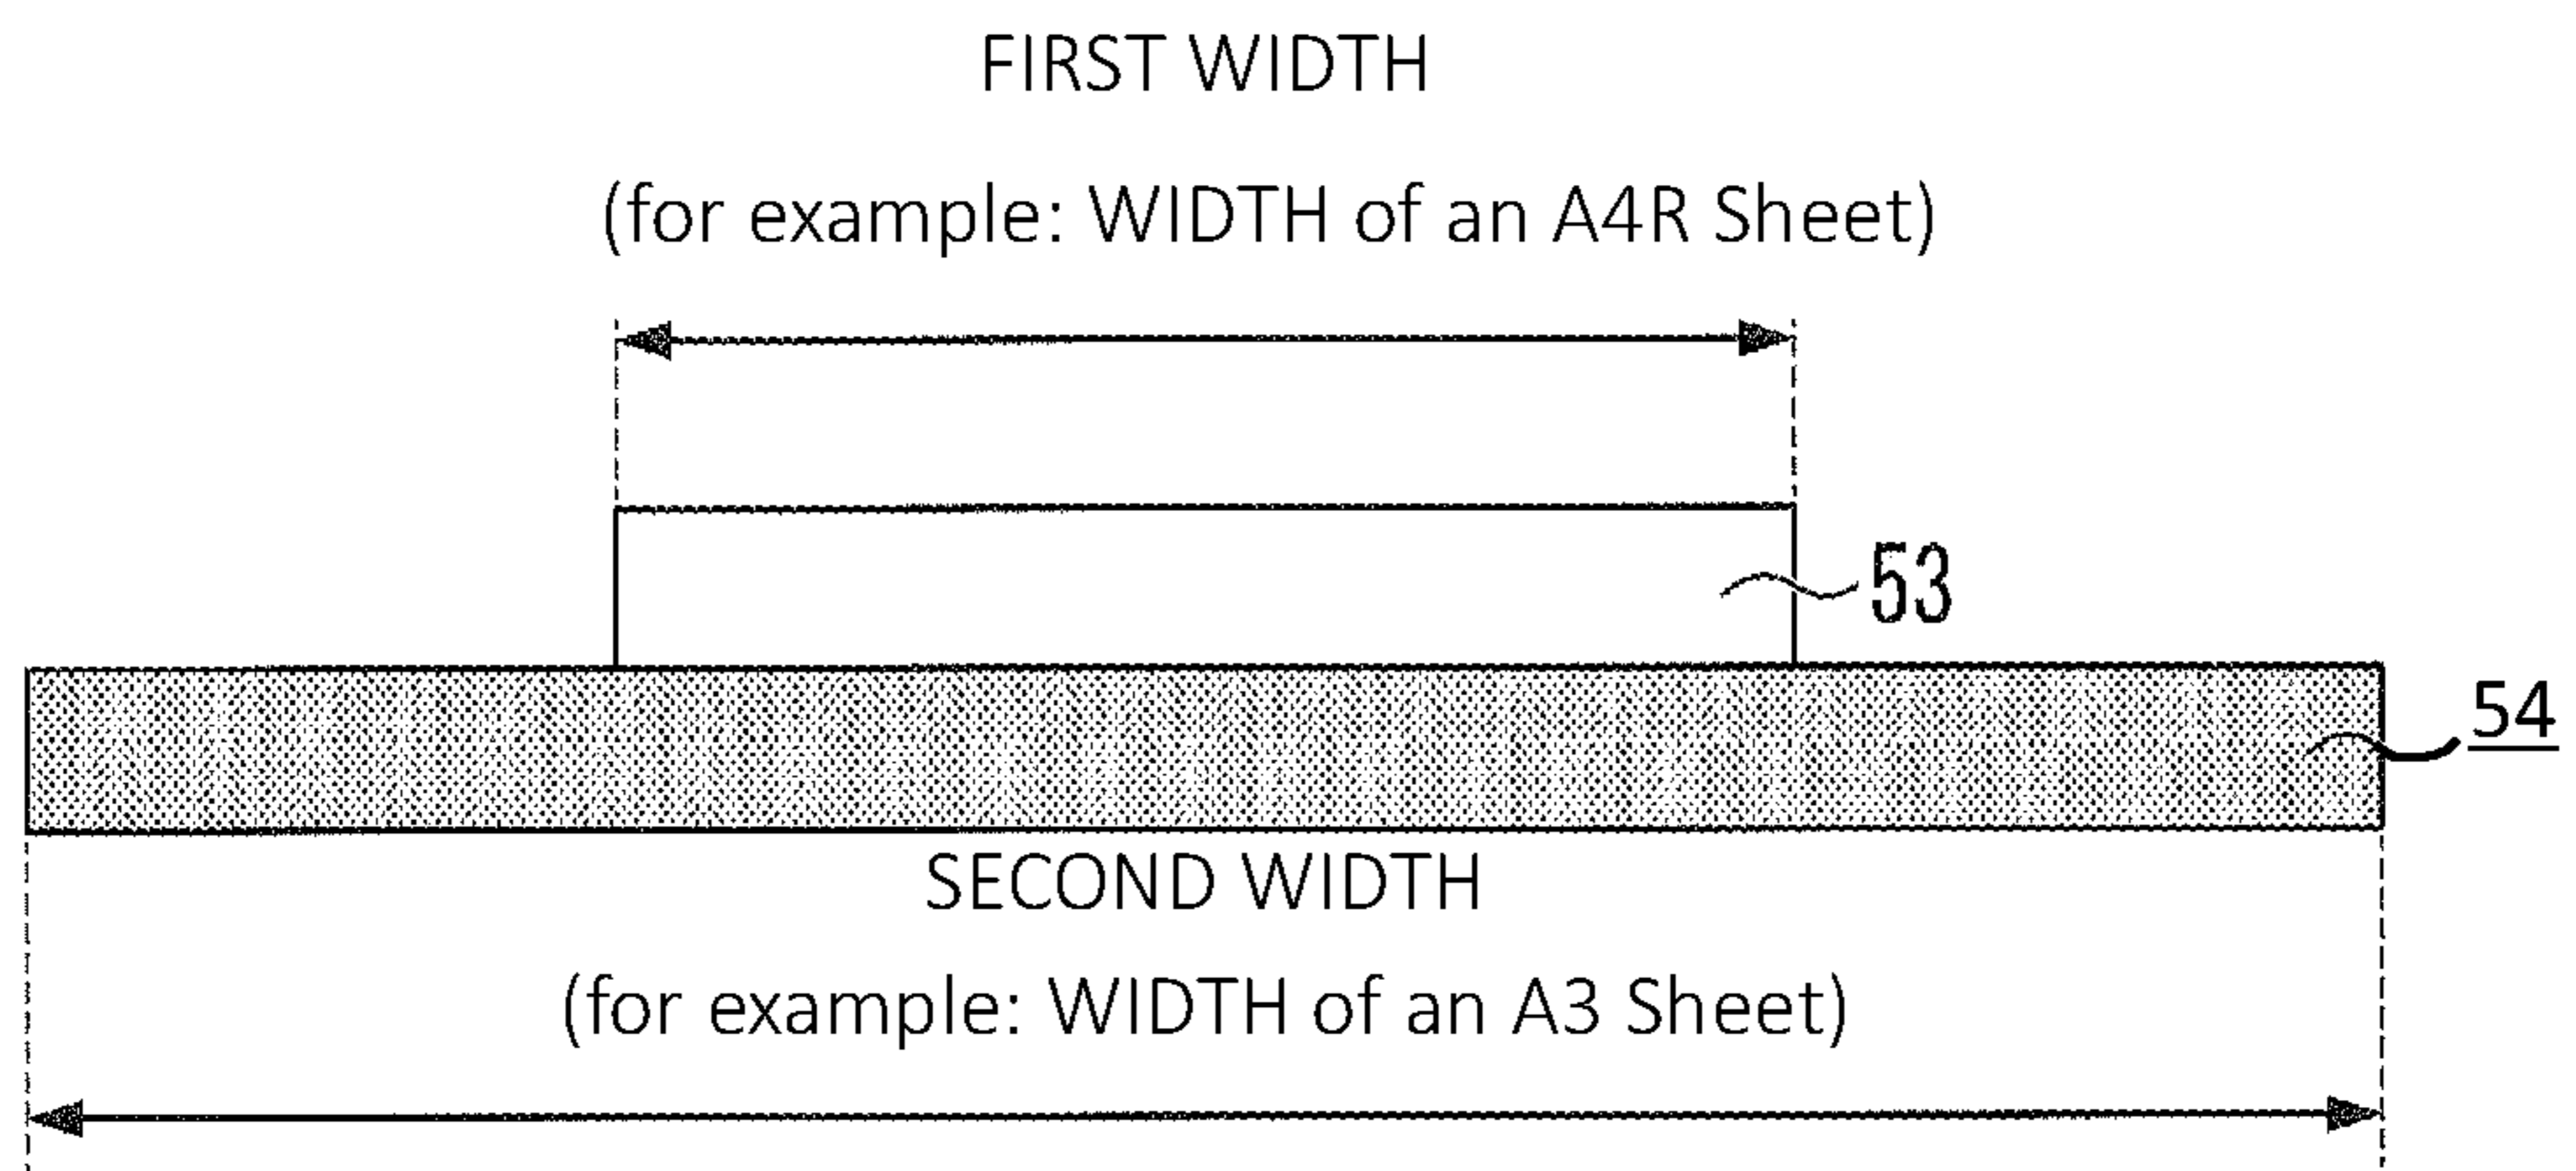 FIRST WIDTH
(for example: WIDTH of an A4R Sheet)
53
54
SECOND WIDTH
(for example: WIDTH of an A3 Sheet)